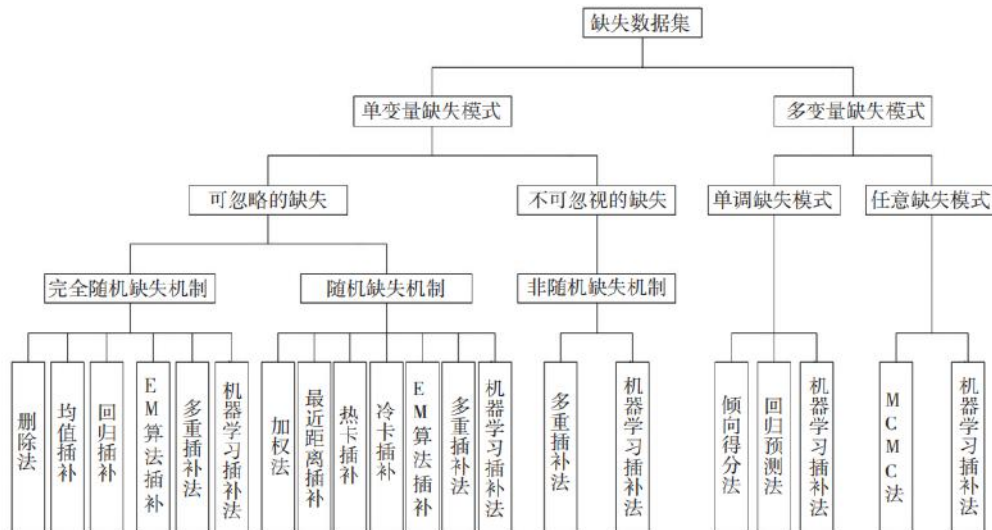 缺失数据集
单变量缺失模式
多变量缺失模式
可忽略的缺失
不可忽视的缺失
单调缺失模式
任意缺失模式
完全随机缺失机制
随机缺失机制
非随机缺失机制
删除法
均值插补
回归插补
EM算法插补
多重插补法
机器学习插补法
加权法
最近距离插补
热卡插补
冷卡插补
EM算法插补
多重插补法
机器学习插补法
多重插补法
机器学习插补法
倾向得分法
回归预测法
机器学习插补法
MCMC法
机器学习插补法